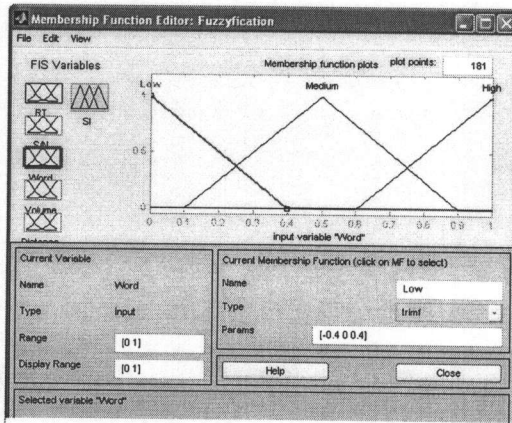 Membership Function Editor: Fuzzyfication
File Edit View
FIS Variables
RT
SAL
Word
Volume
Distance
SI
Membership function plots
plot points:
181
Low
Medium
High
1
0.5
0
0 0.1 0.2 0.3 0.4 0.5 0.6 0.7 0.8 0.9 1
input variable "Word"
Current Variable
Name Word
Type input
Range [0 1]
Display Range [0 1]
Current Membership Function (click on MF to select)
Name Low
Type trimf
Params [-0.4 0 0.4]
Help Close
Selected variable "Word"